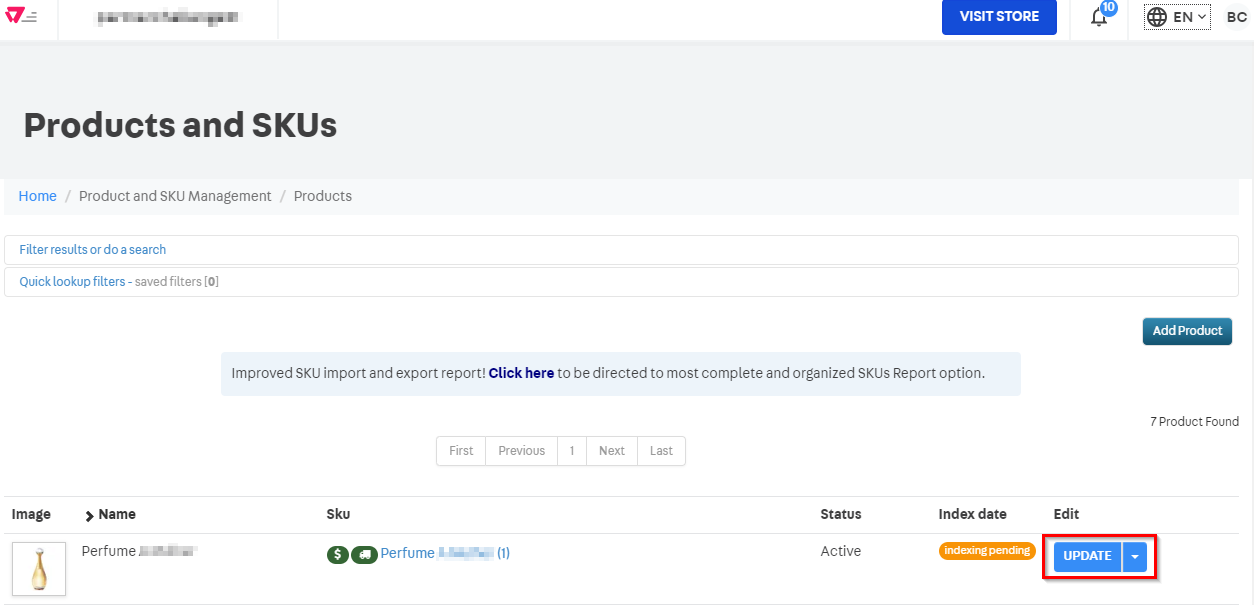 VISIT STORE
10
EN
BC
Products and SKUs
Home / Product and SKU Management / Products
Filter results or do a search
Quick lookup filters - saved filters [0]
Add Product
Improved SKU import and export report! Click here to be directed to most complete and organized SKUs Report option.
7 Product Found
First Previous 1 Next Last
Image Name Sku Status Index date Edit
Perfume $ Perfume (1) Active indexing pending UPDATE